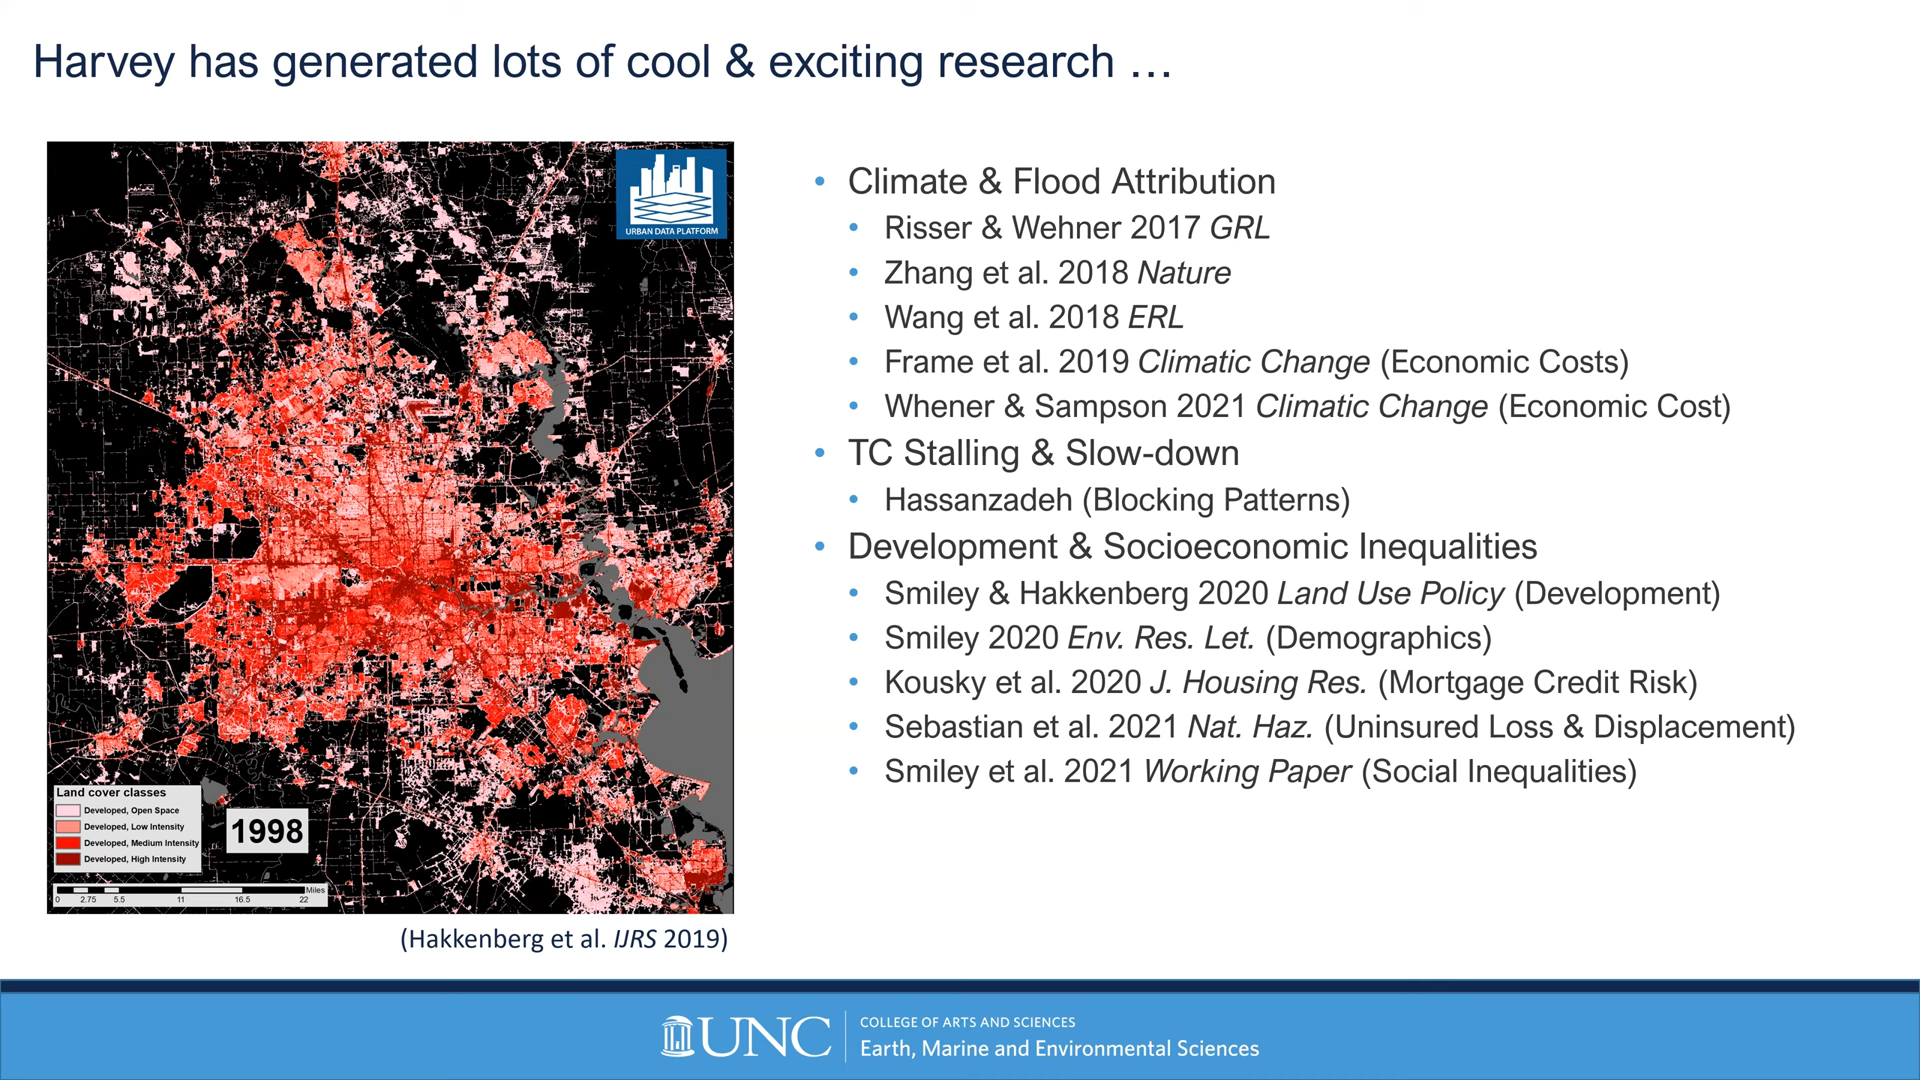 Harvey has generated lots of cool & exciting research …
URBAN DATA PLATFORM
Land cover classes
Developed, Open Space
Developed, Low Intensity
Developed, Medium Intensity
Developed, High Intensity
1998
Miles
0 2.75 5.5 11 16.5 22
(Hakkenberg et al. IJRS 2019)
• Climate & Flood Attribution
• Risser & Wehner 2017 GRL
• Zhang et al. 2018 Nature
• Wang et al. 2018 ERL
• Frame et al. 2019 Climatic Change (Economic Costs)
• Whener & Sampson 2021 Climatic Change (Economic Cost)
• TC Stalling & Slow-down
• Hassanzadeh (Blocking Patterns)
• Development & Socioeconomic Inequalities
• Smiley & Hakkenberg 2020 Land Use Policy (Development)
• Smiley 2020 Env. Res. Let. (Demographics)
• Kousky et al. 2020 J. Housing Res. (Mortgage Credit Risk)
• Sebastian et al. 2021 Nat. Haz. (Uninsured Loss & Displacement)
• Smiley et al. 2021 Working Paper (Social Inequalities)
UNC
COLLEGE OF ARTS AND SCIENCES
Earth, Marine and Environmental Sciences